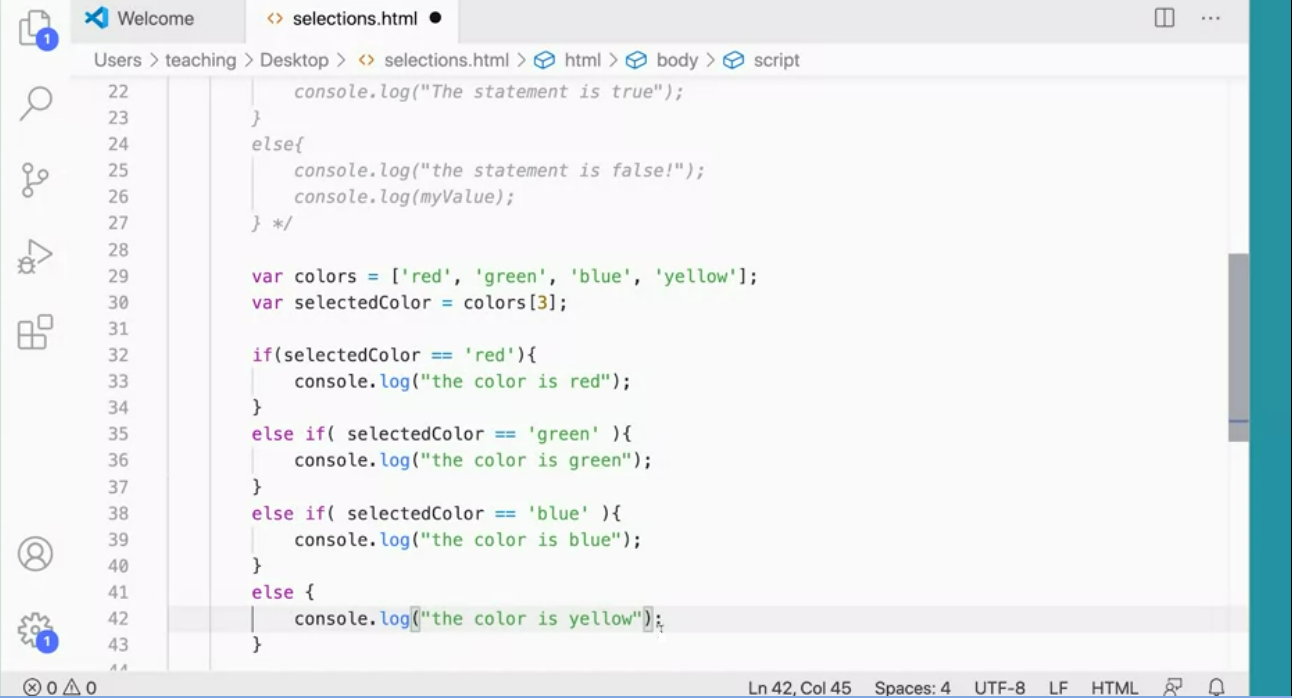 1
Welcome
<> selections.html ●
...
Users > teaching > Desktop > <> selections.html > html > body > script
22 console.log("The statement is true");
23 }
24 else{
25 console.log("the statement is false!");
26 console.log(myValue);
27 } */
28
29 var colors = ['red', 'green', 'blue', 'yellow'];
30 var selectedColor = colors[3];
31
32 if(selectedColor == 'red'){
33 console.log("the color is red");
34 }
35 else if( selectedColor == 'green' ){
36 console.log("the color is green");
37 }
38 else if( selectedColor == 'blue' ){
39 console.log("the color is blue");
40 }
41 else {
42 console.log("the color is yellow");
43 }
44
1
0 0 Ln 42, Col 45 Spaces: 4 UTF-8 LF HTML